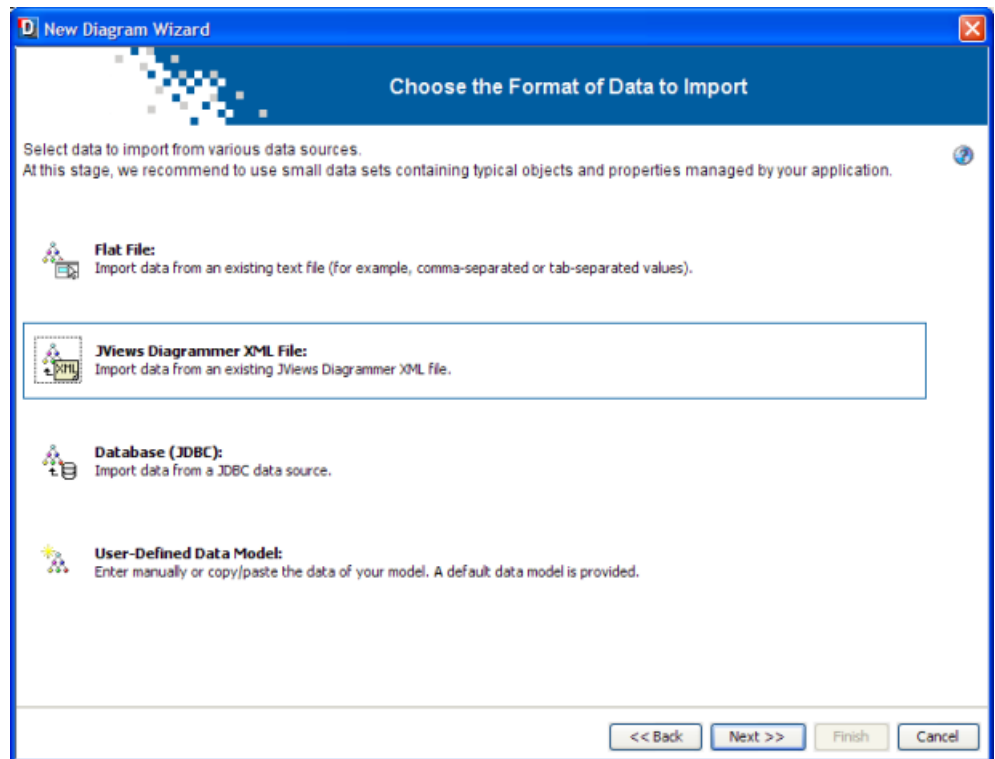 D New Diagram Wizard
Choose the Format of Data to Import
Select data to import from various data sources.
At this stage, we recommend to use small data sets containing typical objects and properties managed by your application.
Flat File:
Import data from an existing text file (for example, comma-separated or tab-separated values).
JViews Diagrammer XML File:
XML
Import data from an existing JViews Diagrammer XML file.
Database (JDBC):
Import data from a JDBC data source.
User-Defined Data Model:
Enter manually or copy/paste the data of your model. A default data model is provided.
<< Back Next >> Finish Cancel